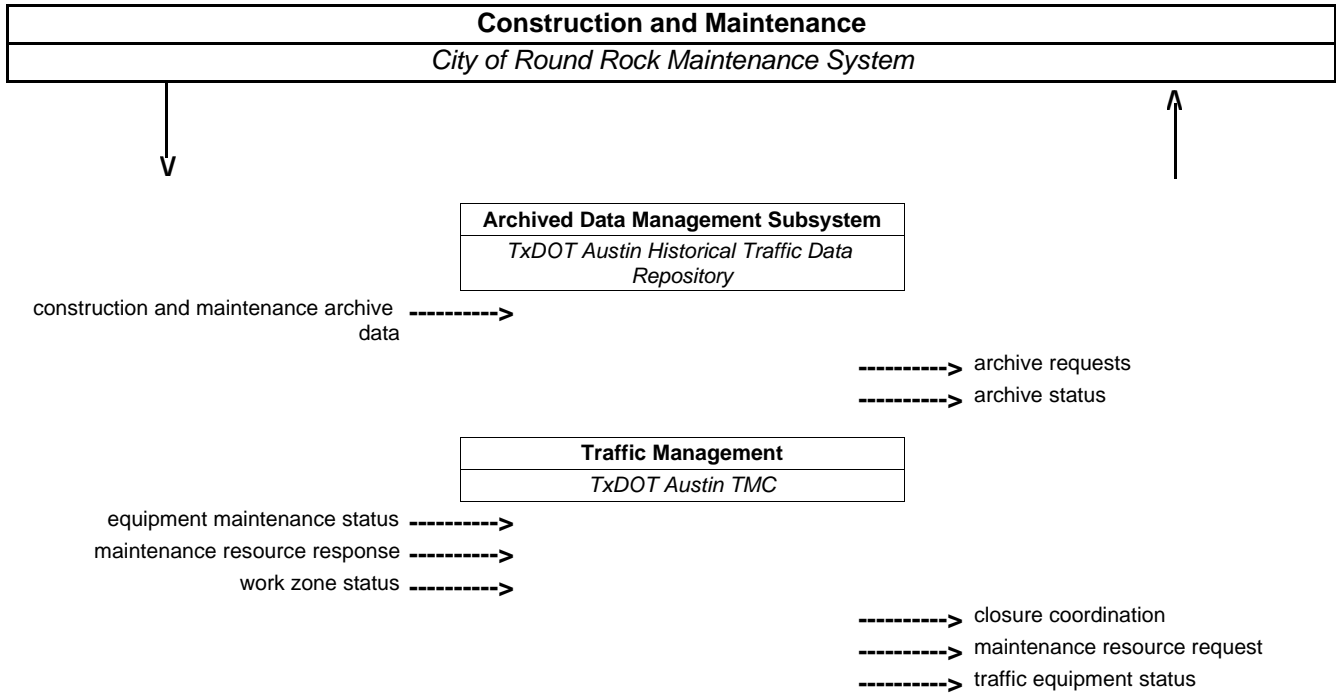 Construction and Maintenance
City of Round Rock Maintenance System
Archived Data Management Subsystem
TxDOT Austin Historical Traffic Data
Repository
construction and maintenance archive
data
archive requests
archive status
Traffic Management
TxDOT Austin TMC
equipment maintenance status
maintenance resource response
work zone status
closure coordination
maintenance resource request
traffic equipment status